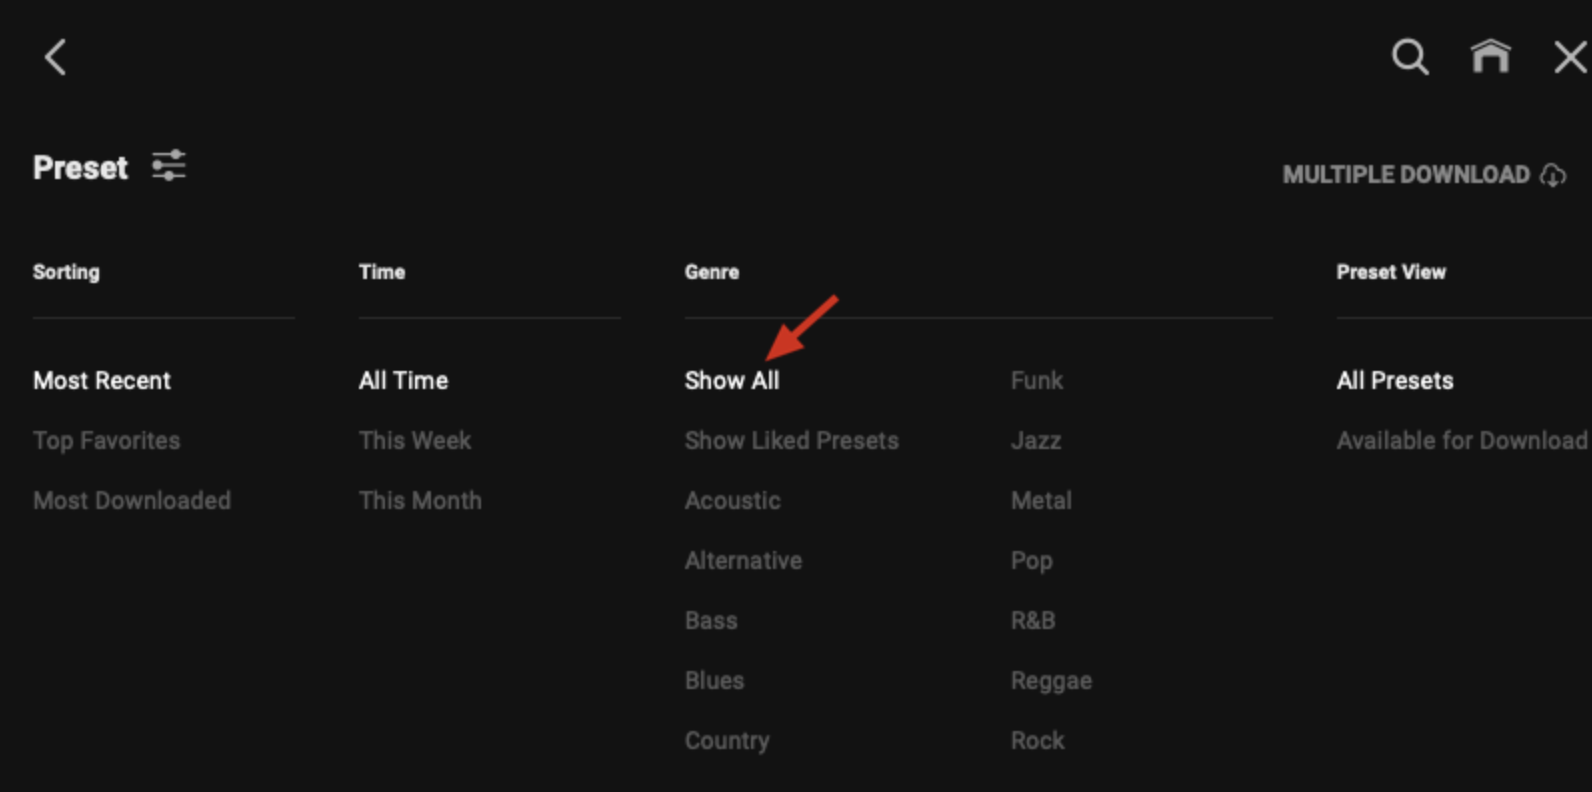 Preset
MULTIPLE DOWNLOAD
Sorting
Most Recent
Top Favorites
Most Downloaded
Time
All Time
This Week
This Month
Genre
Show All
Show Liked Presets
Acoustic
Alternative
Bass
Blues
Country
Funk
Jazz
Metal
Pop
R&B
Reggae
Rock
Preset View
All Presets
Available for Download